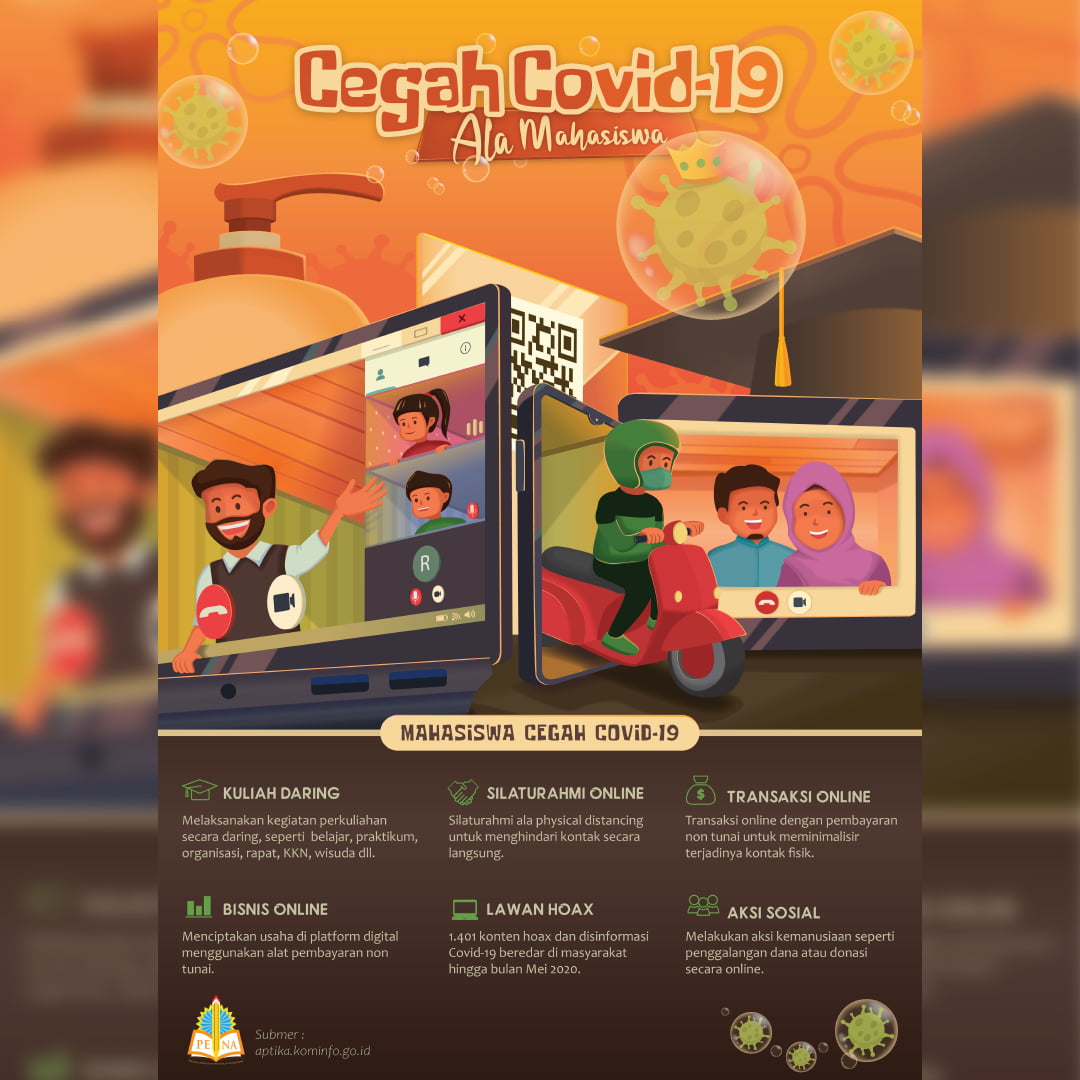 Cegah Covid-19
Ala Mahasiswa
R
MAHASISWA CEGAH COVID-19
KULIAH DARING
Melaksanakan kegiatan perkuliahan
secara daring, seperti belajar, praktikum,
organisasi, rapat, KKN, wisuda dll.
SILATURAHMI ONLINE
Silaturahmi ala physical distancing
untuk menghindari kontak secara
langsung.
TRANSAKSI ONLINE
Transaksi online dengan pembayaran
non tunai untuk meminimalisir
terjadinya kontak fisik.
BISNIS ONLINE
Menciptakan usaha di platform digital
menggunakan alat pembayaran non
tunai.
LAWAN HOAX
1.401 konten hoax dan disinformasi
Covid-19 beredar di masyarakat
hingga bulan Mei 2020.
AKSI SOSIAL
Melakukan aksi kemanusiaan seperti
penggalangan dana atau donasi
secara online.
PENA
Submer :
aptika.kominfo.go.id